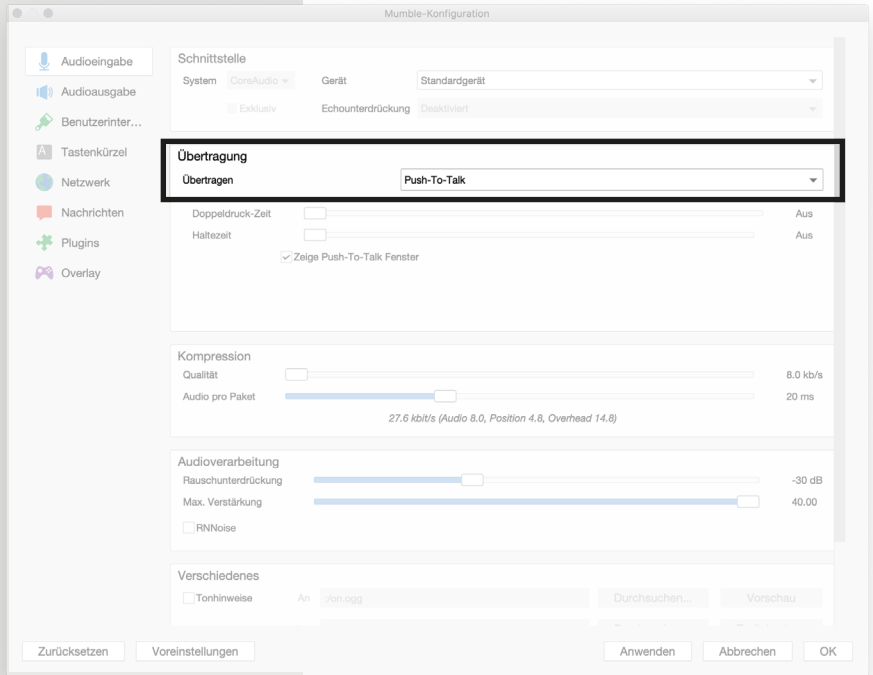 Mumble-Konfiguration
Audioeingabe
Audioausgabe
Benutzerinter...
Tastenkürzel
Netzwerk
Nachrichten
Plugins
Overlay
Schnittstelle
System CoreAudio Gerät Standardgerät
Exklusiv Echounterdrückung Deaktiviert
Übertragung
Übertragen Push-To-Talk
Doppeldruck-Zeit Aus
Haltezeit Aus
Zeige Push-To-Talk Fenster
Kompression
Qualität 8.0 kb/s
Audio pro Paket 20 ms
27.6 kbit/s (Audio 8.0, Position 4.8, Overhead 14.8)
Audioverarbeitung
Rauschunterdrückung -30 dB
Max. Verstärkung 40.00
RNNoise
Verschiedenes
Tonhinweise An :/on.ogg Durchsuchen... Vorschau
Zurücksetzen Voreinstellungen Anwenden Abbrechen OK